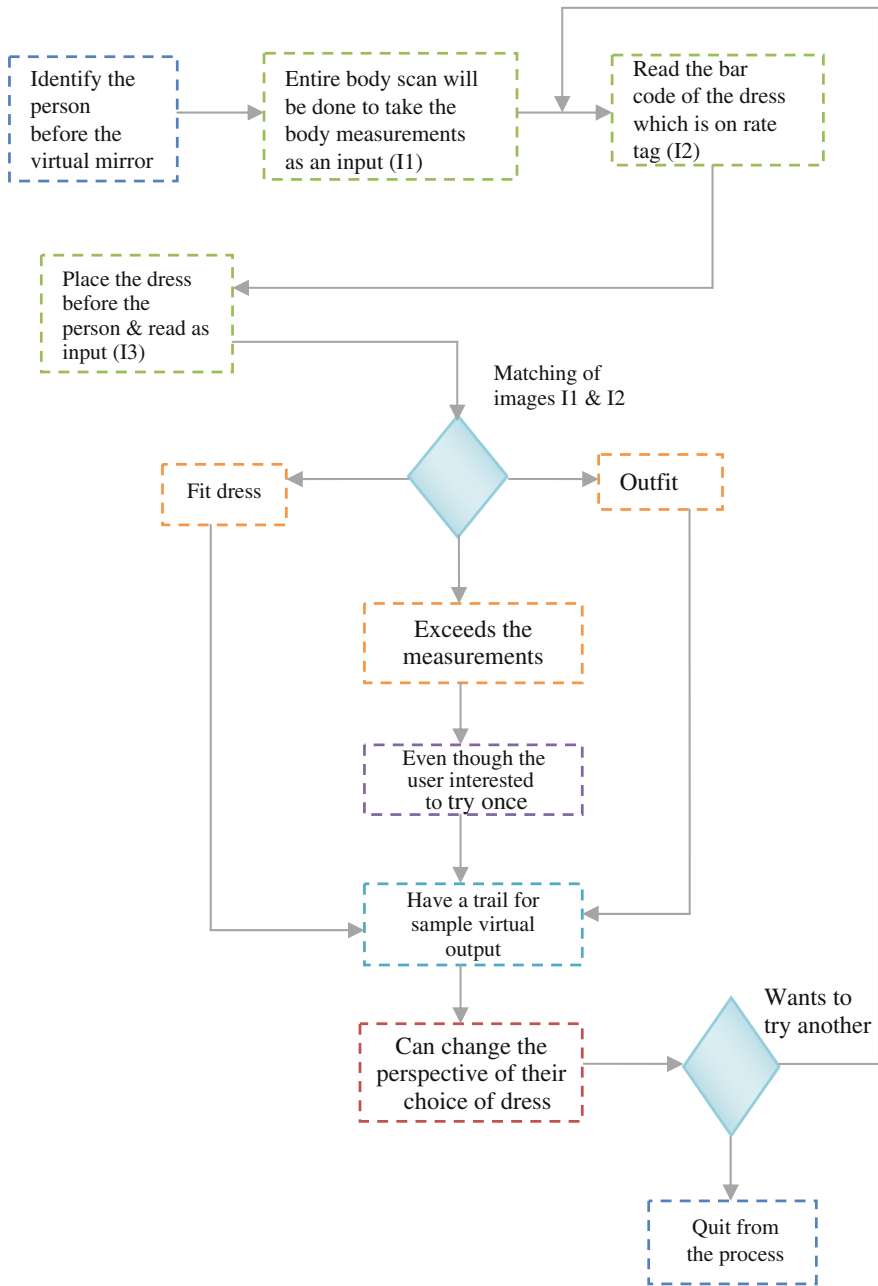 Identify the
person
before the
virtual mirror
Entire body scan will
be done to take the
body measurements
as an input (I1)
Read the bar
code of the dress
which is on rate
tag (I2)
Place the dress
before the
person & read as
input (I3)
Matching of
images I1 & I2
Fit dress
Outfit
Exceeds the
measurements
Even though the
user interested
to try once
Have a trail for
sample virtual
output
Can change the
perspective of their
choice of dress
Wants to
try another
Quit from
the process